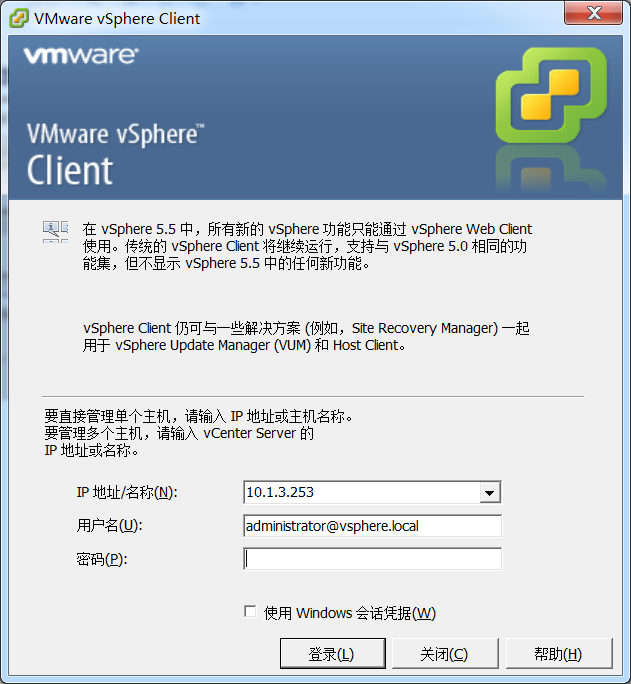 VMware vSphere Client
vmware®
VMware vSphere™
Client
在 vSphere 5.5 中，所有新的 vSphere 功能只能通过 vSphere Web Client
使用。传统的 vSphere Client 将继续运行，支持与 vSphere 5.0 相同的功
能集，但不显示 vSphere 5.5 中的任何新功能。
vSphere Client 仍可与一些解决方案 (例如，Site Recovery Manager) 一起
用于 vSphere Update Manager (VUM) 和 Host Client。
要直接管理单个主机，请输入 IP 地址或主机名称。
要管理多个主机，请输入 vCenter Server 的
IP 地址或名称。
IP 地址/名称(N): 10.1.3.253
用户名(U): administrator@vsphere.local
密码(P):
使用 Windows 会话凭据(W)
登录(L) 关闭(C) 帮助(H)